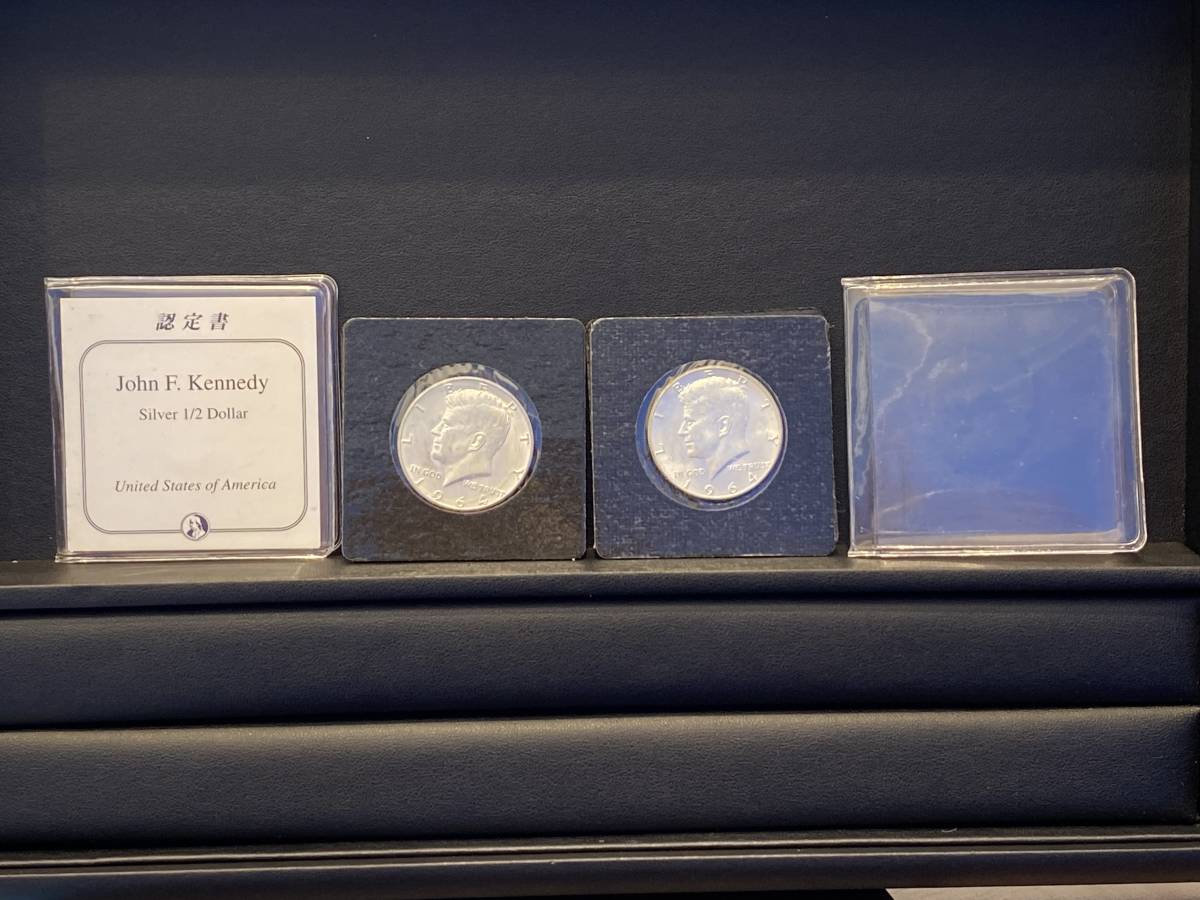 認定書
John F. Kennedy
Silver 1/2 Dollar
United States of America
LIBERTY
IN GOD WE TRUST
1964
LIBERTY
IN GOD WE TRUST
1964